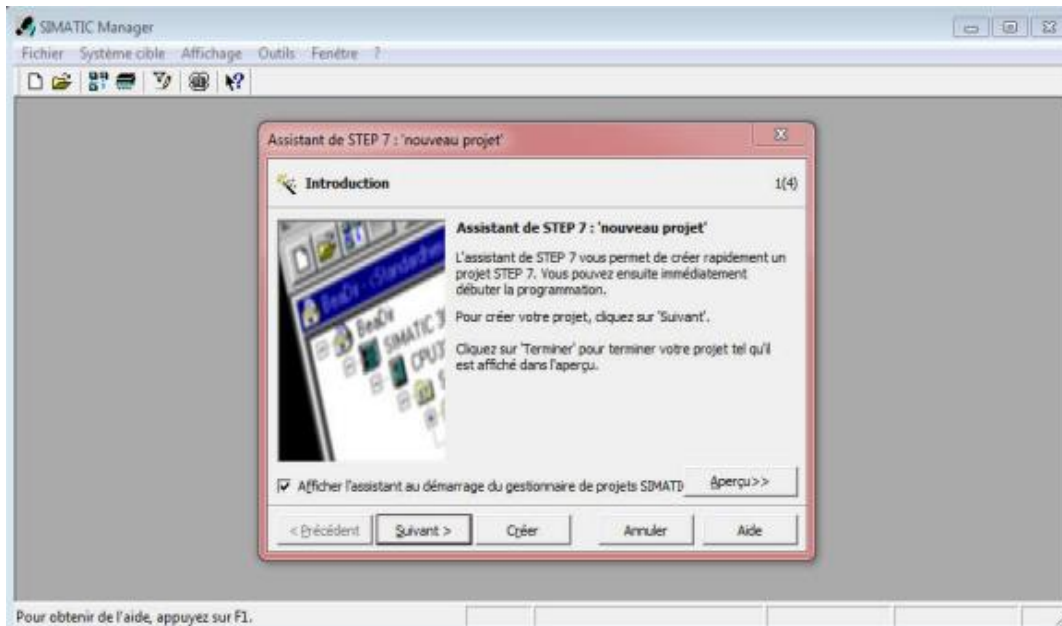 SIMATIC Manager
Fichier Système cible Affichage Outils Fenêtre ?
Assistant de STEP 7 : 'nouveau projet'
Introduction 1(4)
Assistant de STEP 7 : 'nouveau projet'
L'assistant de STEP 7 vous permet de créer rapidement un
projet STEP 7. Vous pouvez ensuite immédiatement
débuter la programmation.
Pour créer votre projet, cliquez sur 'Suivant'.
Cliquez sur 'Terminer' pour terminer votre projet tel qu'il
est affiché dans l'aperçu.
BeaDr
SIMATIC 3
Afficher l'assistant au démarrage du gestionnaire de projets SIMATI
Aperçu>>
< Précédent Suivant > Créer Annuler Aide
Pour obtenir de l'aide, appuyez sur F1.